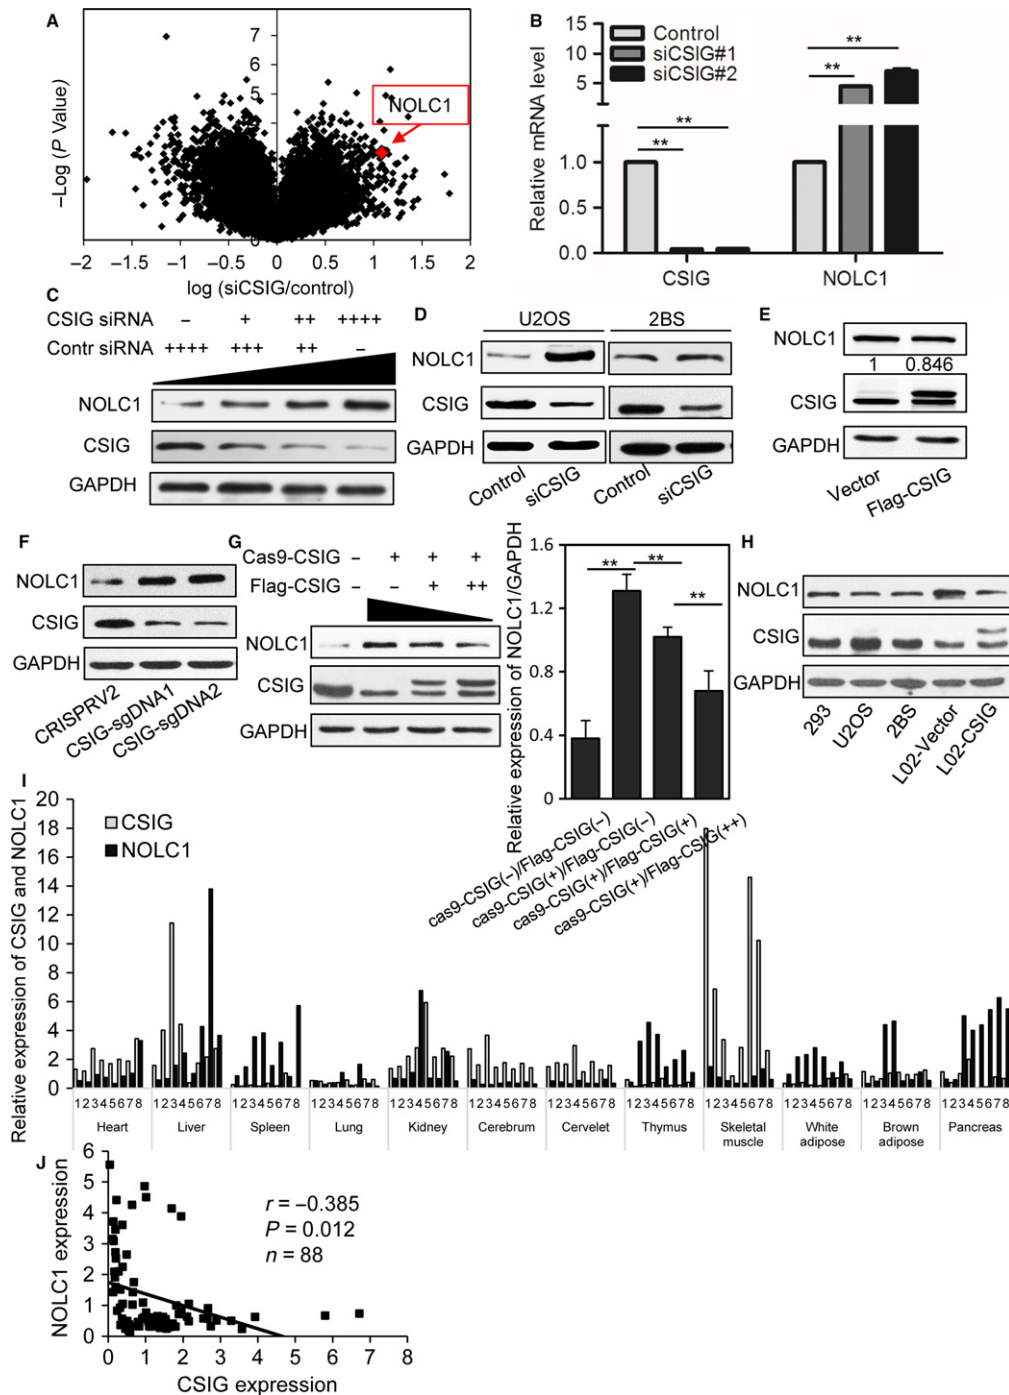 A
7
6
5
4
3
2
1
0
NOLC1
–Log (P Value)
−2 −1.5 −1 −0.5 0 0.5 1 1.5 2
log (siCSIG/control)
B
15
10
5
1.0
0.5
0.0
Control
siCSIG#1
siCSIG#2
** **
** **
Relative mRNA level
CSIG NOLC1
C
CSIG siRNA – + ++ ++++
Contr siRNA ++++ +++ ++ –
NOLC1
CSIG
GAPDH
D
U2OS 2BS
NOLC1
CSIG
GAPDH
Control siCSIG Control siCSIG
E
NOLC1
1 0.846
CSIG
GAPDH
Vector Flag-CSIG
F
NOLC1
CSIG
GAPDH
CRISPRV2 CSIG-sgDNA1 CSIG-sgDNA2
G
Cas9-CSIG – + + +
Flag-CSIG – – + ++
NOLC1
CSIG
GAPDH
Relative expression of NOLC1/GAPDH
1.6
1.2
0.8
0.4
0
** ** **
cas9-CSIG(–)/Flag-CSIG(–)
cas9-CSIG(+)/Flag-CSIG(–)
cas9-CSIG(+)/Flag-CSIG(+)
cas9-CSIG(+)/Flag-CSIG(++)
H
NOLC1
CSIG
GAPDH
293 U2OS 2BS L02-Vector L02-CSIG
I
Relative expression of CSIG and NOLC1
20
18
16
14
12
10
8
6
4
2
0
CSIG
NOLC1
12345678 12345678 12345678 12345678 12345678 12345678 12345678 12345678 12345678 12345678 12345678 12345678
Heart Liver Spleen Lung Kidney Cerebrum Cervelet Thymus Skeletal muscle White adipose Brown adipose Pancreas
J
NOLC1 expression
6
5
4
3
2
1
0
r = −0.385
P = 0.012
n = 88
0 1 2 3 4 5 6 7 8
CSIG expression